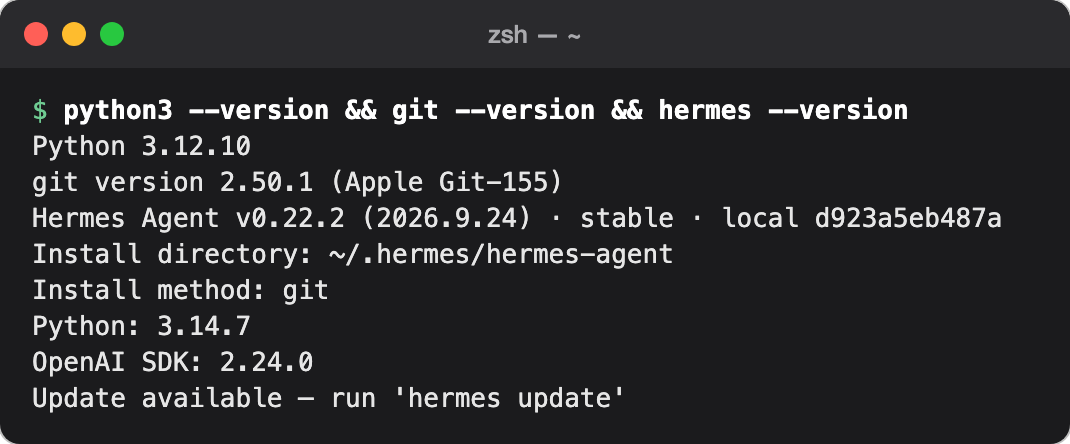 zsh — ~
$ python3 --version && git --version && hermes --version
Python 3.12.10
git version 2.50.1 (Apple Git-155)
Hermes Agent v0.22.2 (2026.9.24) · stable · local d923a5eb487a
Install directory: ~/.hermes/hermes-agent
Install method: git
Python: 3.14.7
OpenAI SDK: 2.24.0
Update available — run 'hermes update'